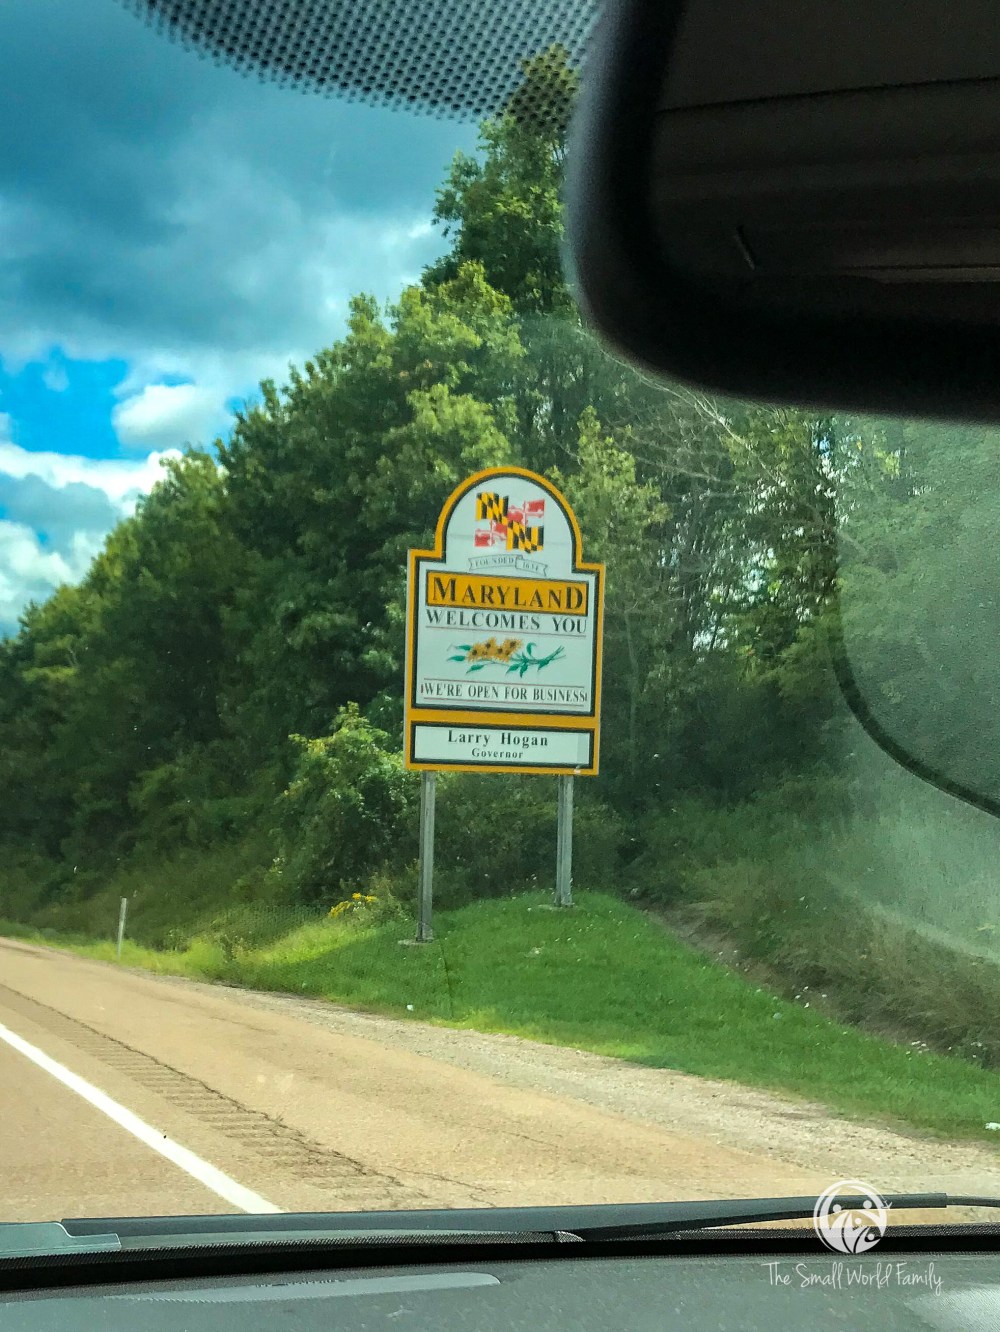 FOUNDED 1634
MARYLAND
WELCOMES YOU
WE'RE OPEN FOR BUSINESS
Larry Hogan
Governor
The Small World Family